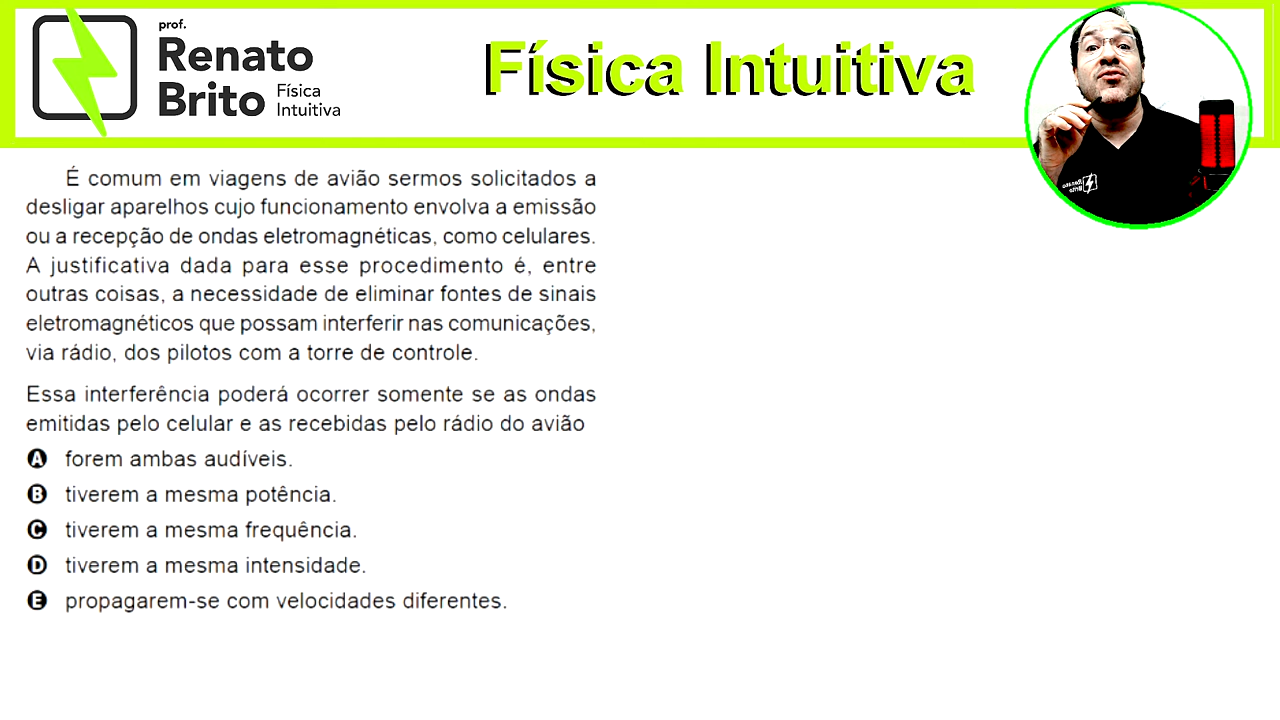 prof.
Renato
Brito Física
Intuitiva
Física Intuitiva
É comum em viagens de avião sermos solicitados a
desligar aparelhos cujo funcionamento envolva a emissão
ou a recepção de ondas eletromagnéticas, como celulares.
A justificativa dada para esse procedimento é, entre
outras coisas, a necessidade de eliminar fontes de sinais
eletromagnéticos que possam interferir nas comunicações,
via rádio, dos pilotos com a torre de controle.
Essa interferência poderá ocorrer somente se as ondas
emitidas pelo celular e as recebidas pelo rádio do avião
A forem ambas audíveis.
B tiverem a mesma potência.
C tiverem a mesma frequência.
D tiverem a mesma intensidade.
E propagarem-se com velocidades diferentes.